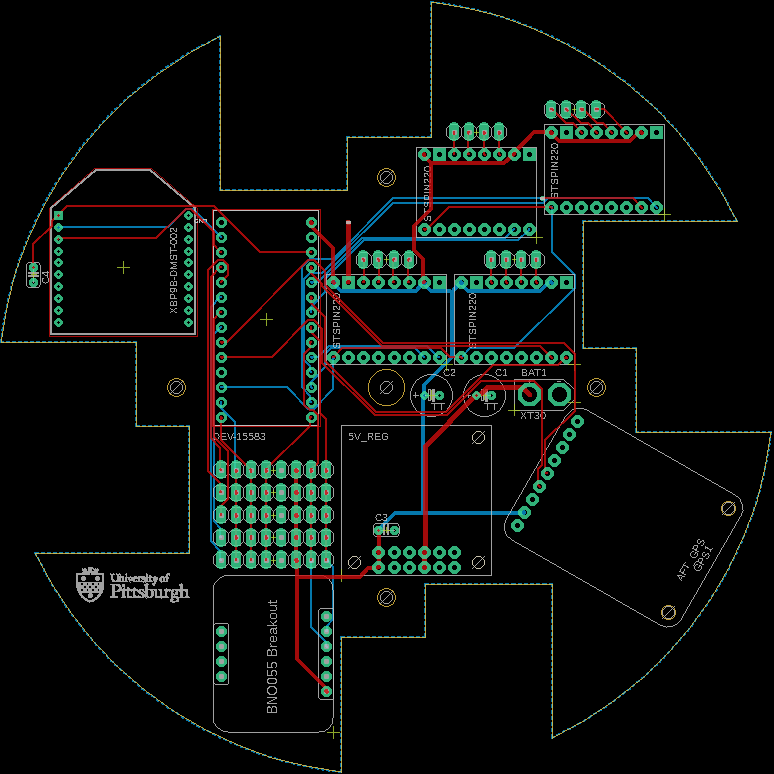 STSPIN220
STSPIN220
GND
XBP9B-DMST-002
C4
STSPIN220
STSPIN220
C2
C1
BAT1
XT30
DEV-15583
5V_REG
C3
AFT_GPS
GPS1
University of
Pittsburgh
BNO055 Breakout